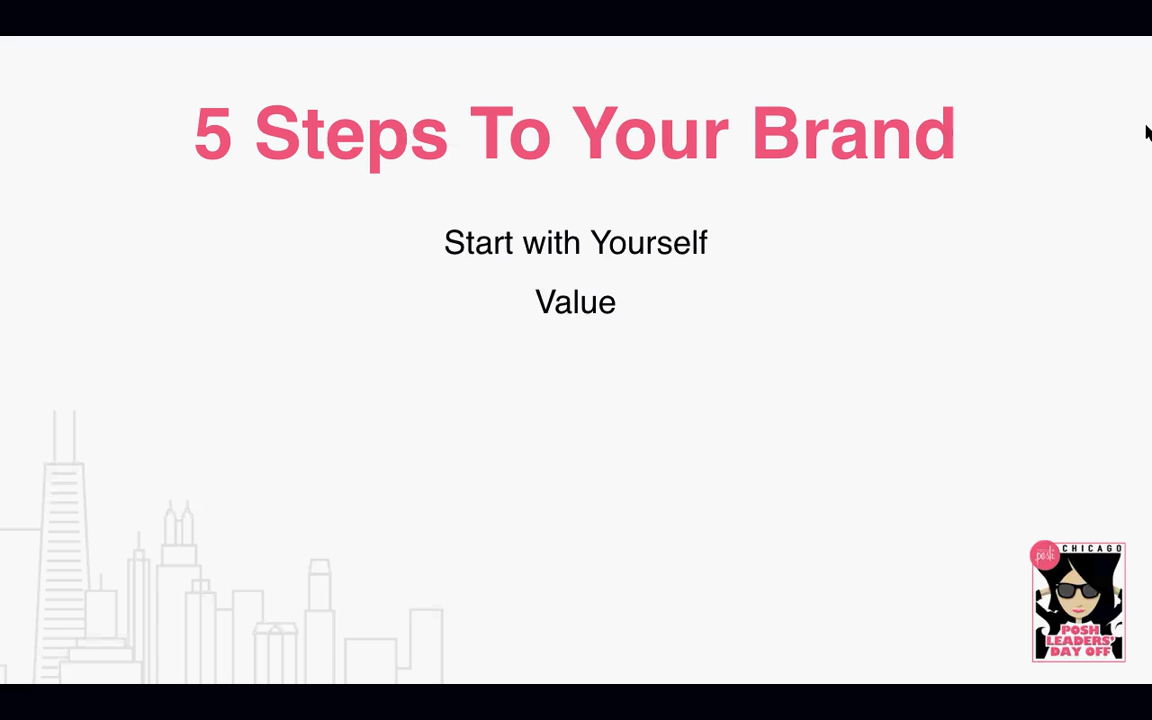 5 Steps To Your Brand
Start with Yourself
Value
posh
CHICAGO
POSH
LEADERS'
DAY OFF